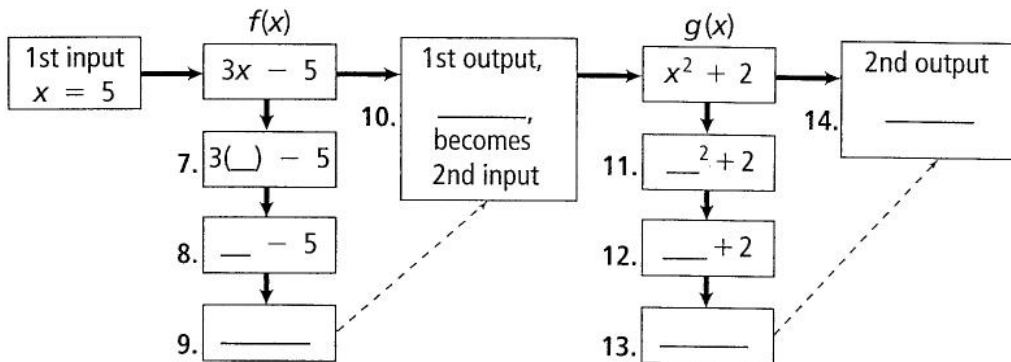 f(x)
g(x)
1st input
x = 5
3x − 5
1st output,
______,
becomes
2nd input
x² + 2
2nd output
______
10.
14.
7. 3(__) − 5
11. __² + 2
8. __ − 5
12. __ + 2
9. ______
13. ______